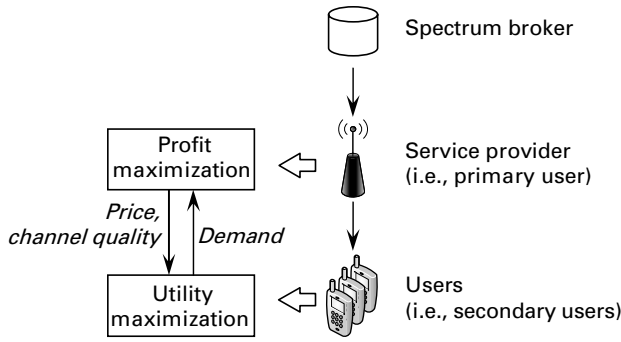 Spectrum broker
Profit
maximization
Service provider
(i.e., primary user)
Price,
channel quality
Demand
Utility
maximization
Users
(i.e., secondary users)